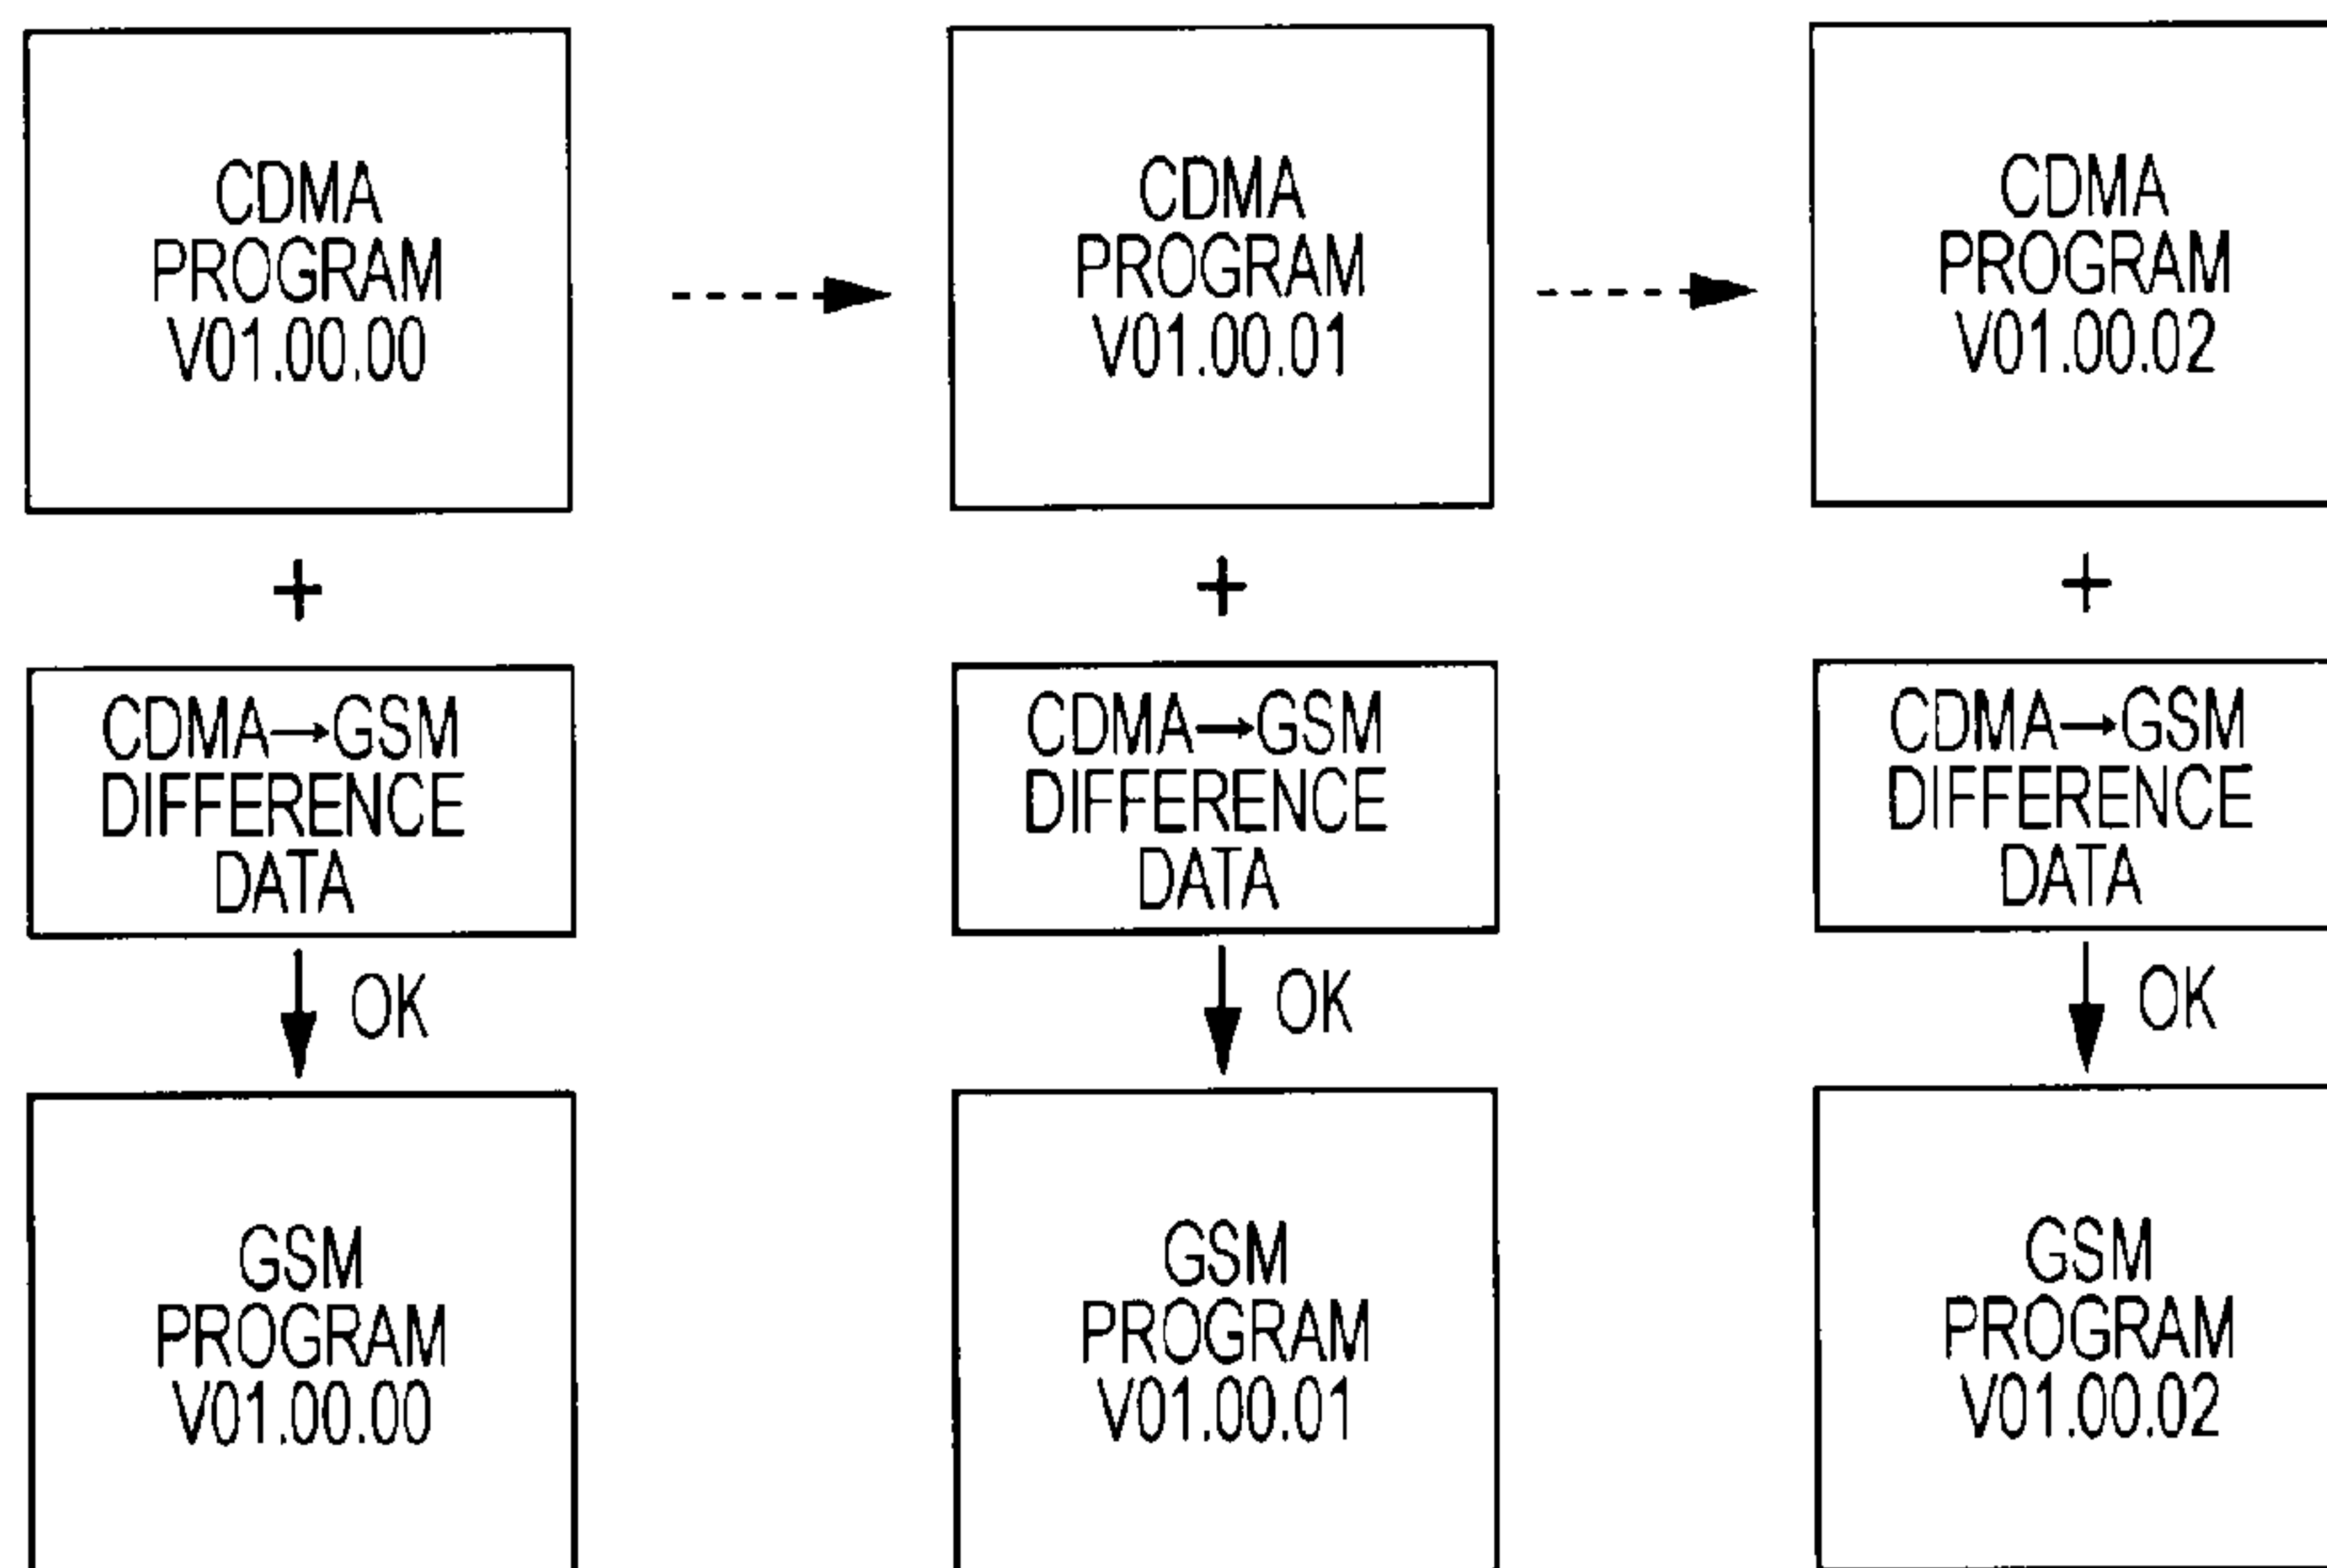 CDMA
PROGRAM
V01.00.00
CDMA
PROGRAM
V01.00.01
CDMA
PROGRAM
V01.00.02
+
+
+
CDMA→GSM
DIFFERENCE
DATA
CDMA→GSM
DIFFERENCE
DATA
CDMA→GSM
DIFFERENCE
DATA
OK
OK
OK
GSM
PROGRAM
V01.00.00
GSM
PROGRAM
V01.00.01
GSM
PROGRAM
V01.00.02